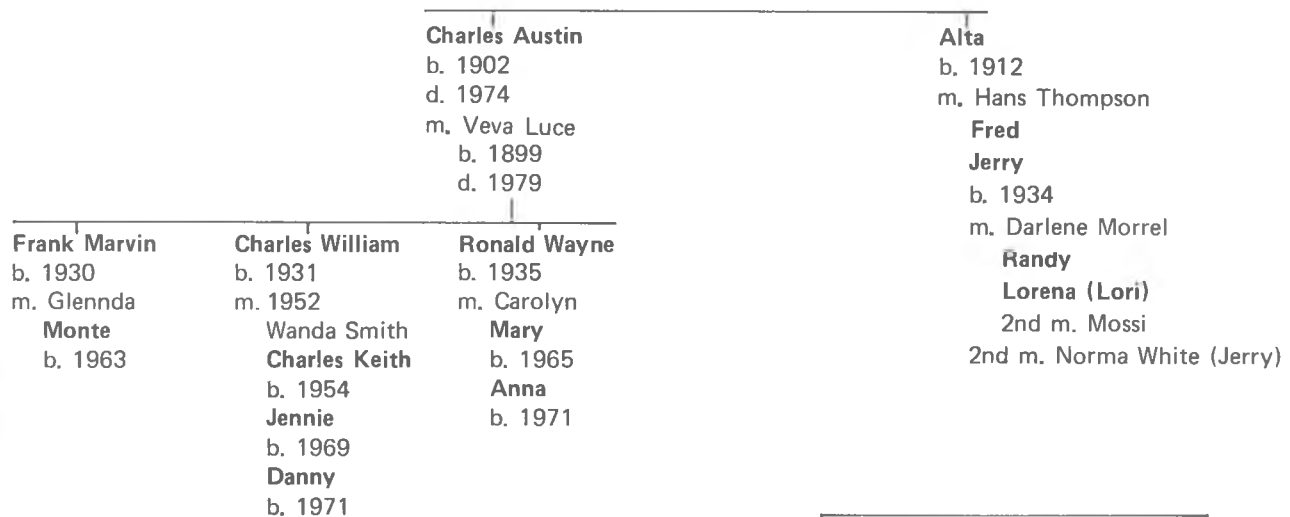 Charles Austin
b. 1902
d. 1974
m. Veva Luce
b. 1899
d. 1979
Frank Marvin
b. 1930
m. Glennda
Monte
b. 1963
Charles William
b. 1931
m. 1952
Wanda Smith
Charles Keith
b. 1954
Jennie
b. 1969
Danny
b. 1971
Ronald Wayne
b. 1935
m. Carolyn
Mary
b. 1965
Anna
b. 1971
Alta
b. 1912
m. Hans Thompson
Fred
Jerry
b. 1934
m. Darlene Morrel
Randy
Lorena (Lori)
2nd m. Mossi
2nd m. Norma White (Jerry)